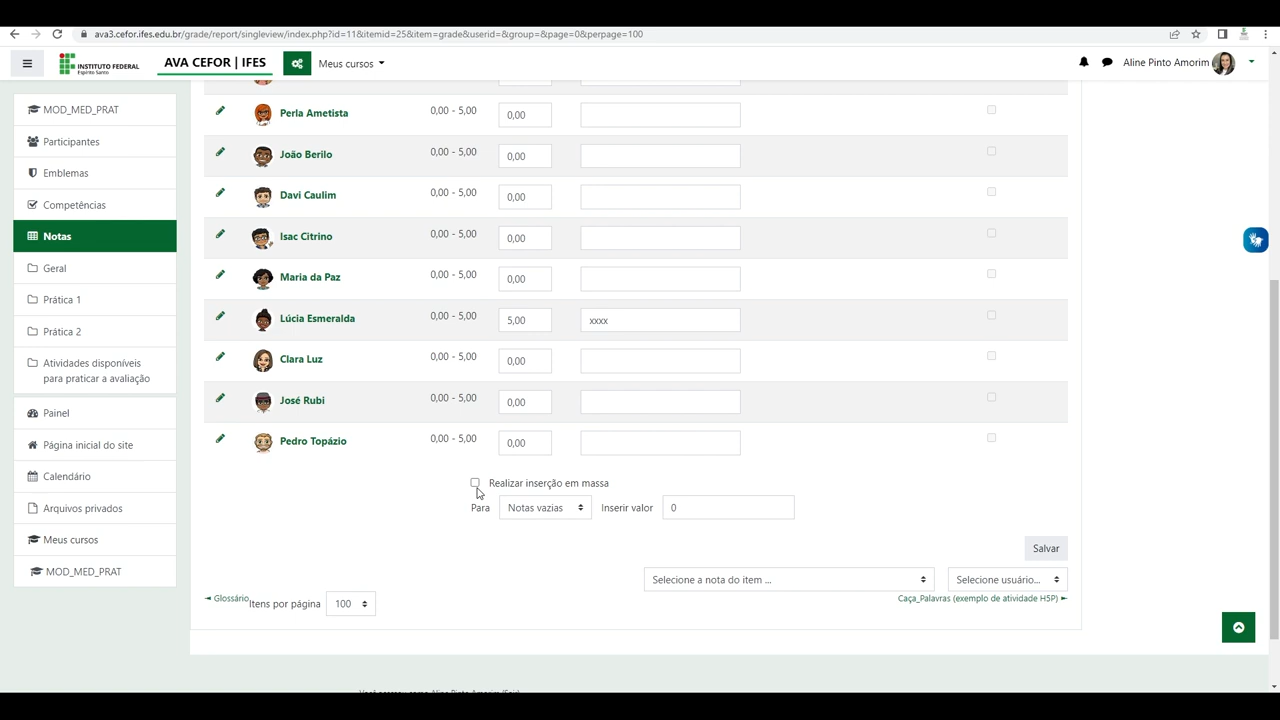 ava3.cefor.ifes.edu.br/grade/report/singleview/index.php?id=11&itemid=25&item=grade&userid=&group=&page=0&perpage=100
INSTITUTO FEDERAL
Espírito Santo
AVA CEFOR | IFES
Meus cursos
Aline Pinto Amorim
MOD_MED_PRAT
Participantes
Emblemas
Competências
Notas
Geral
Prática 1
Prática 2
Atividades disponíveis
para praticar a avaliação
Painel
Página inicial do site
Calendário
Arquivos privados
Meus cursos
MOD_MED_PRAT
Perla Ametista 0,00 - 5,00 0,00
João Berilo 0,00 - 5,00 0,00
Davi Caulim 0,00 - 5,00 0,00
Isac Citrino 0,00 - 5,00 0,00
Maria da Paz 0,00 - 5,00 0,00
Lúcia Esmeralda 0,00 - 5,00 5,00 xxxx
Clara Luz 0,00 - 5,00 0,00
José Rubi 0,00 - 5,00 0,00
Pedro Topázio 0,00 - 5,00 0,00
Realizar inserção em massa
Para Notas vazias Inserir valor 0
Salvar
Selecione a nota do item ... Selecione usuário...
◄ Glossário Caça_Palavras (exemplo de atividade H5P) ►
Itens por página 100
Você acessou como Aline Pinto Amorim (Sair)